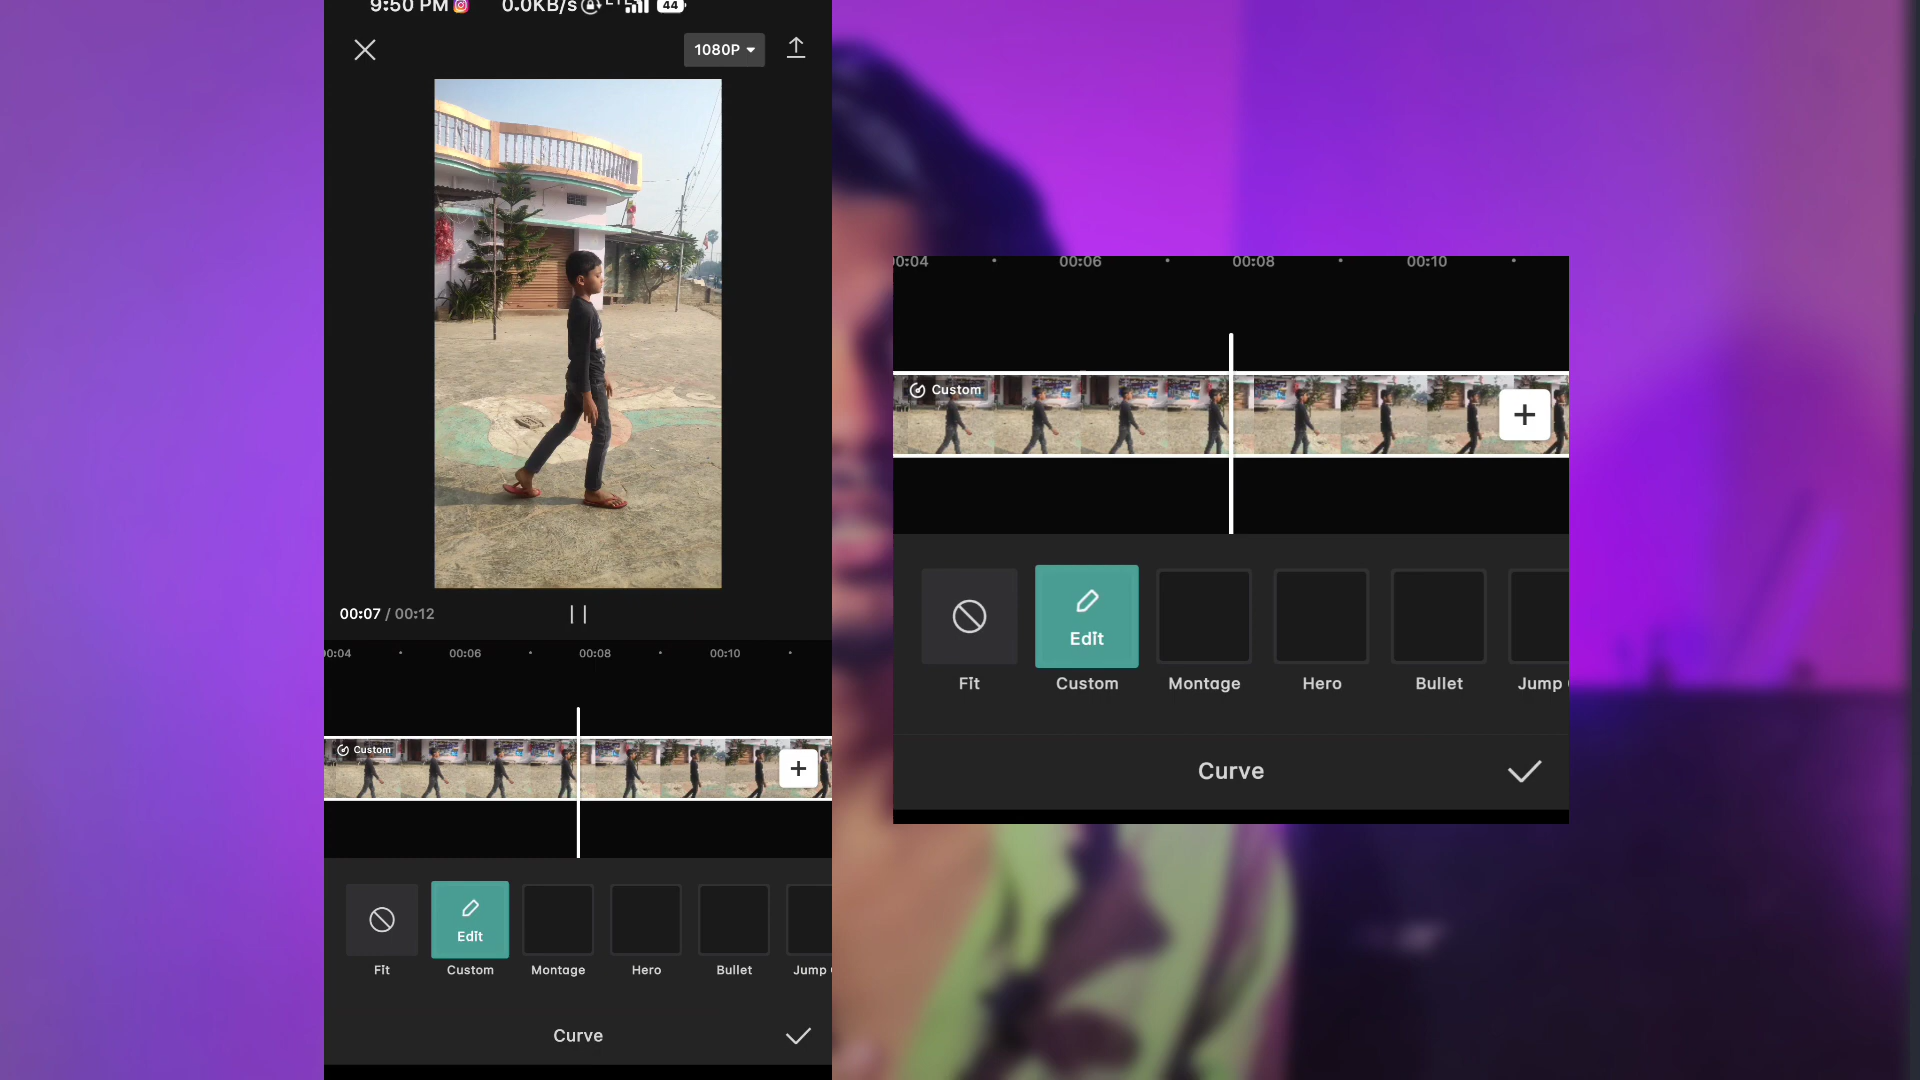 9:50 PM 0.0KB/s 44
1080P
00:07 / 00:12
00:04 00:06 00:08 00:10
Custom
Edit
Fit Custom Montage Hero Bullet Jump
Curve
00:04 00:06 00:08 00:10
Custom
Edit
Fit Custom Montage Hero Bullet Jump
Curve